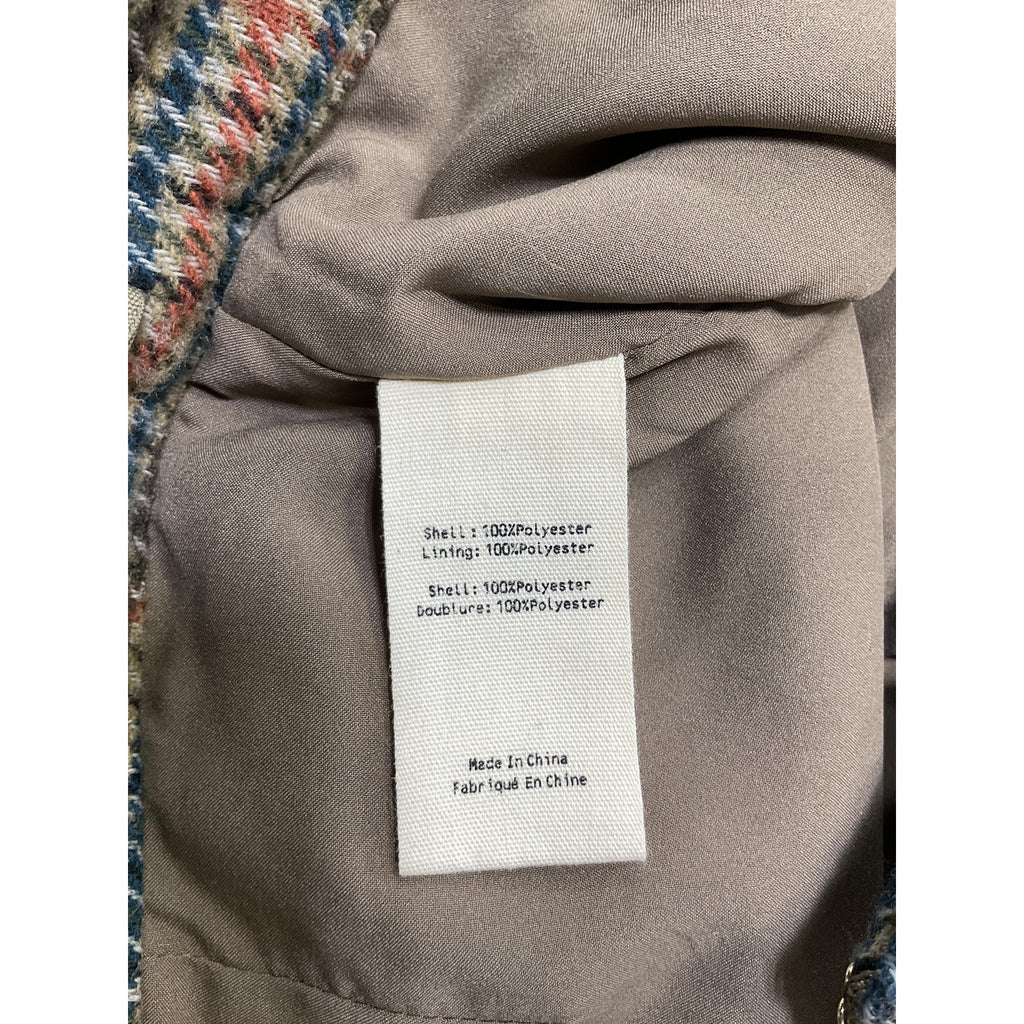 Shell: 100%Polyester
Lining: 100%Polyester
Shell: 100%Polyester
Doublure: 100%Polyester
Made In China
Fabriqué En Chine